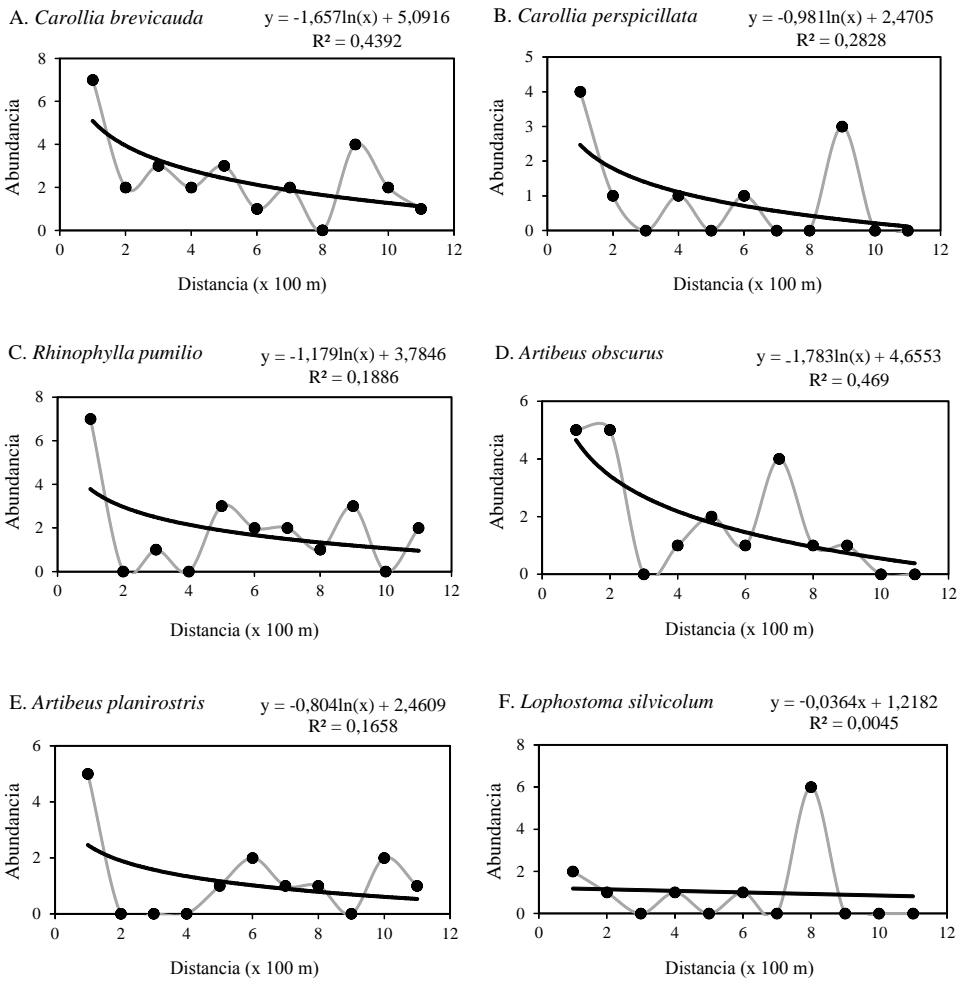 A. Carollia brevicauda
y = -1,657ln(x) + 5,0916
R² = 0,4392
Abundancia
8
6
4
2
0
0 2 4 6 8 10 12
Distancia (x 100 m)
B. Carollia perspicillata
y = -0,981ln(x) + 2,4705
R² = 0,2828
Abundancia
5
4
3
2
1
0
0 2 4 6 8 10 12
Distancia (x 100 m)
C. Rhinophylla pumilio
y = -1,179ln(x) + 3,7846
R² = 0,1886
Abundancia
8
6
4
2
0
0 2 4 6 8 10 12
Distancia (x 100 m)
D. Artibeus obscurus
y = -1,783ln(x) + 4,6553
R² = 0,469
Abundancia
6
4
2
0
0 2 4 6 8 10 12
Distancia (x 100 m)
E. Artibeus planirostris
y = -0,804ln(x) + 2,4609
R² = 0,1658
Abundancia
6
4
2
0
0 2 4 6 8 10 12
Distancia (x 100 m)
F. Lophostoma silvicolum
y = -0,0364x + 1,2182
R² = 0,0045
Abundancia
8
6
4
2
0
0 2 4 6 8 10 12
Distancia (x 100 m)